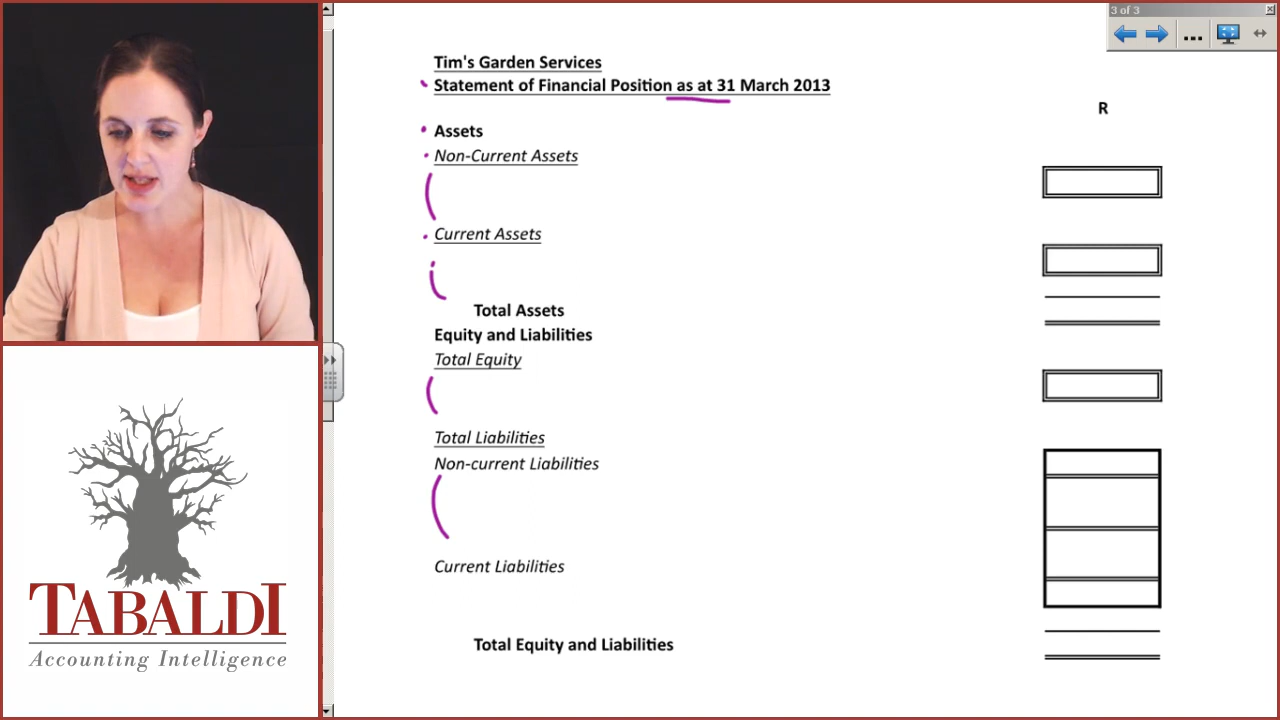 3 of 3
Tim's Garden Services
Statement of Financial Position as at 31 March 2013
R
Assets
Non-Current Assets
Current Assets
Total Assets
Equity and Liabilities
Total Equity
Total Liabilities
Non-current Liabilities
Current Liabilities
Total Equity and Liabilities
TABALDI
Accounting Intelligence